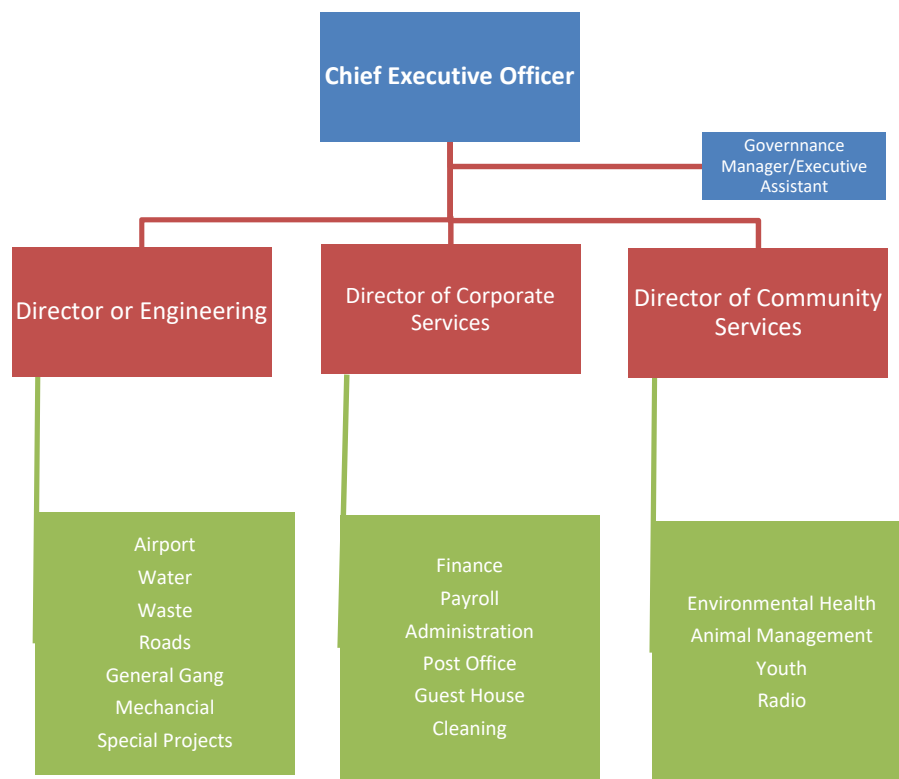 Chief Executive Officer
Governnance
Manager/Executive
Assistant
Director or Engineering
Director of Corporate
Services
Director of Community
Services
Airport
Water
Waste
Roads
General Gang
Mechancial
Special Projects
Finance
Payroll
Administration
Post Office
Guest House
Cleaning
Environmental Health
Animal Management
Youth
Radio